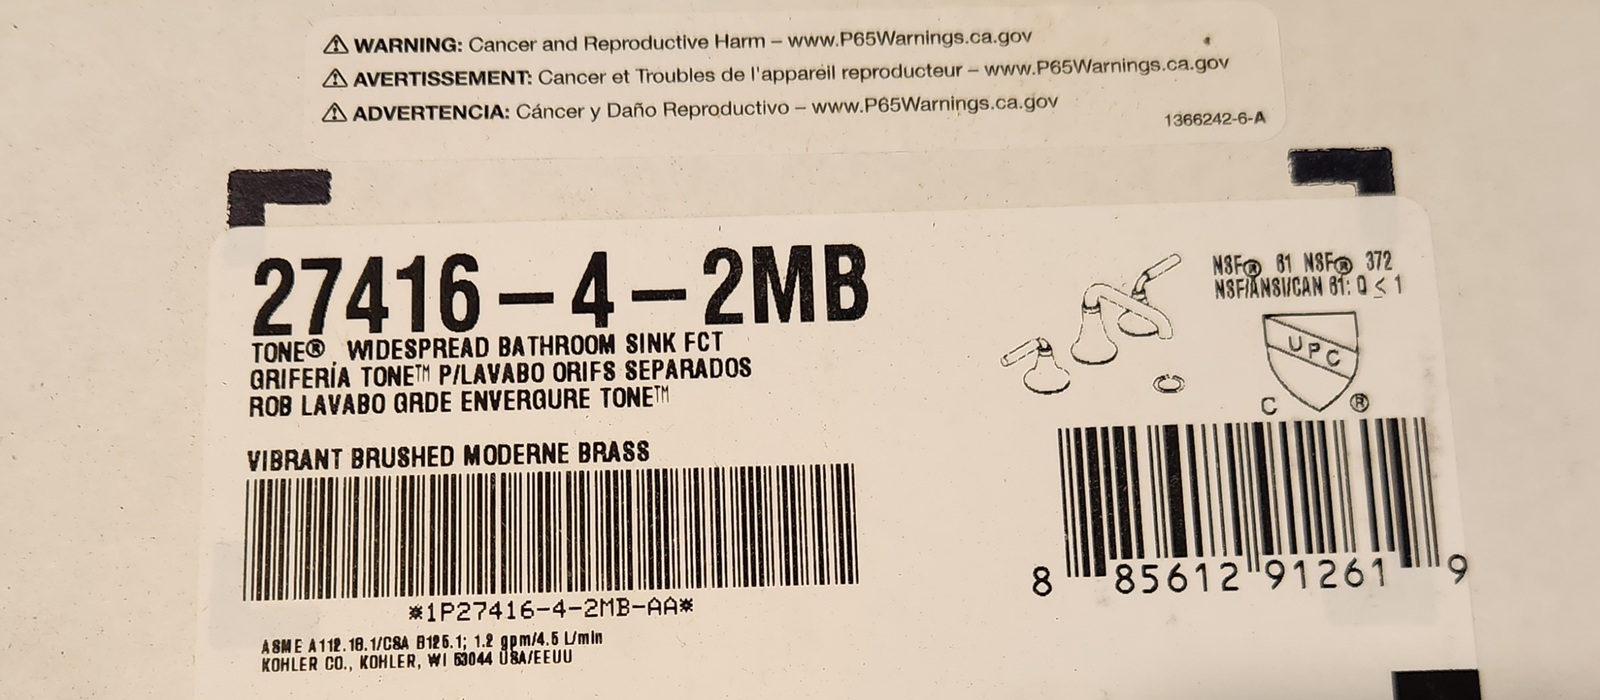 ⚠ WARNING: Cancer and Reproductive Harm – www.P65Warnings.ca.gov
⚠ AVERTISSEMENT: Cancer et Troubles de l'appareil reproducteur – www.P65Warnings.ca.gov
⚠ ADVERTENCIA: Cáncer y Daño Reproductivo – www.P65Warnings.ca.gov
1366242-6-A
27416-4-2MB
TONE® WIDESPREAD BATHROOM SINK FCT
GRIFERÍA TONE™ P/LAVABO ORIFS SEPARADOS
ROB LAVABO GRDE ENVERGURE TONE™
VIBRANT BRUSHED MODERNE BRASS
*1P27416-4-2MB-AA*
ASME A112.18.1/CSA B125.1; 1.2 gpm/4.5 L/min
KOHLER CO., KOHLER, WI 53044 USA/EEUU
NSF® 61 NSF® 372
NSF/ANSI/CAN 61: Q ≤ 1
UPC
C ®
8 85612 91261 9